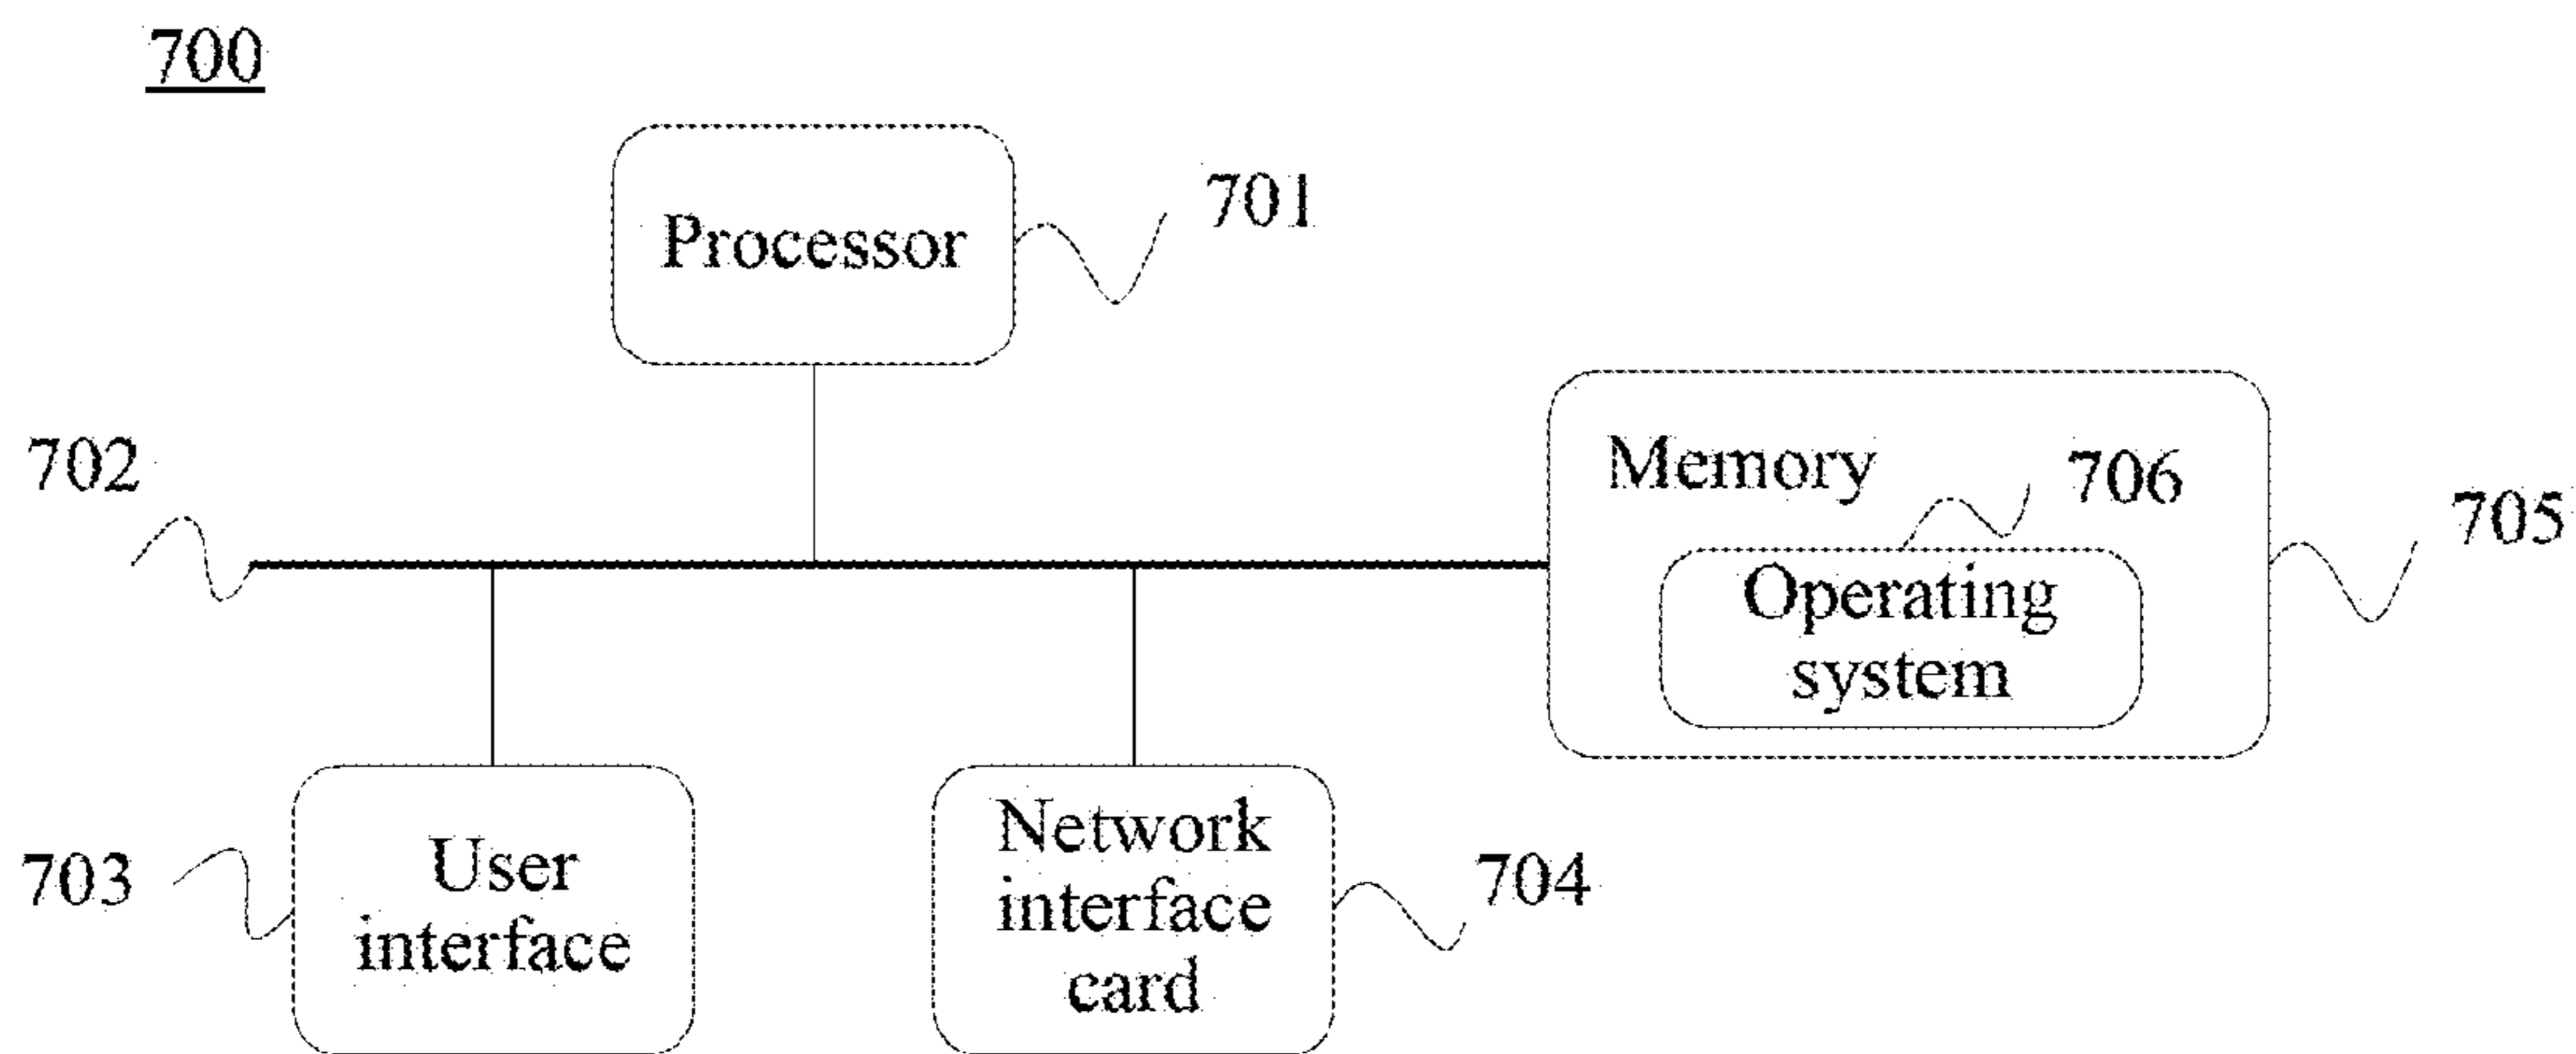 700
Processor
701
702
Memory
706
705
Operating
system
703
User
interface
Network
interface
card
704